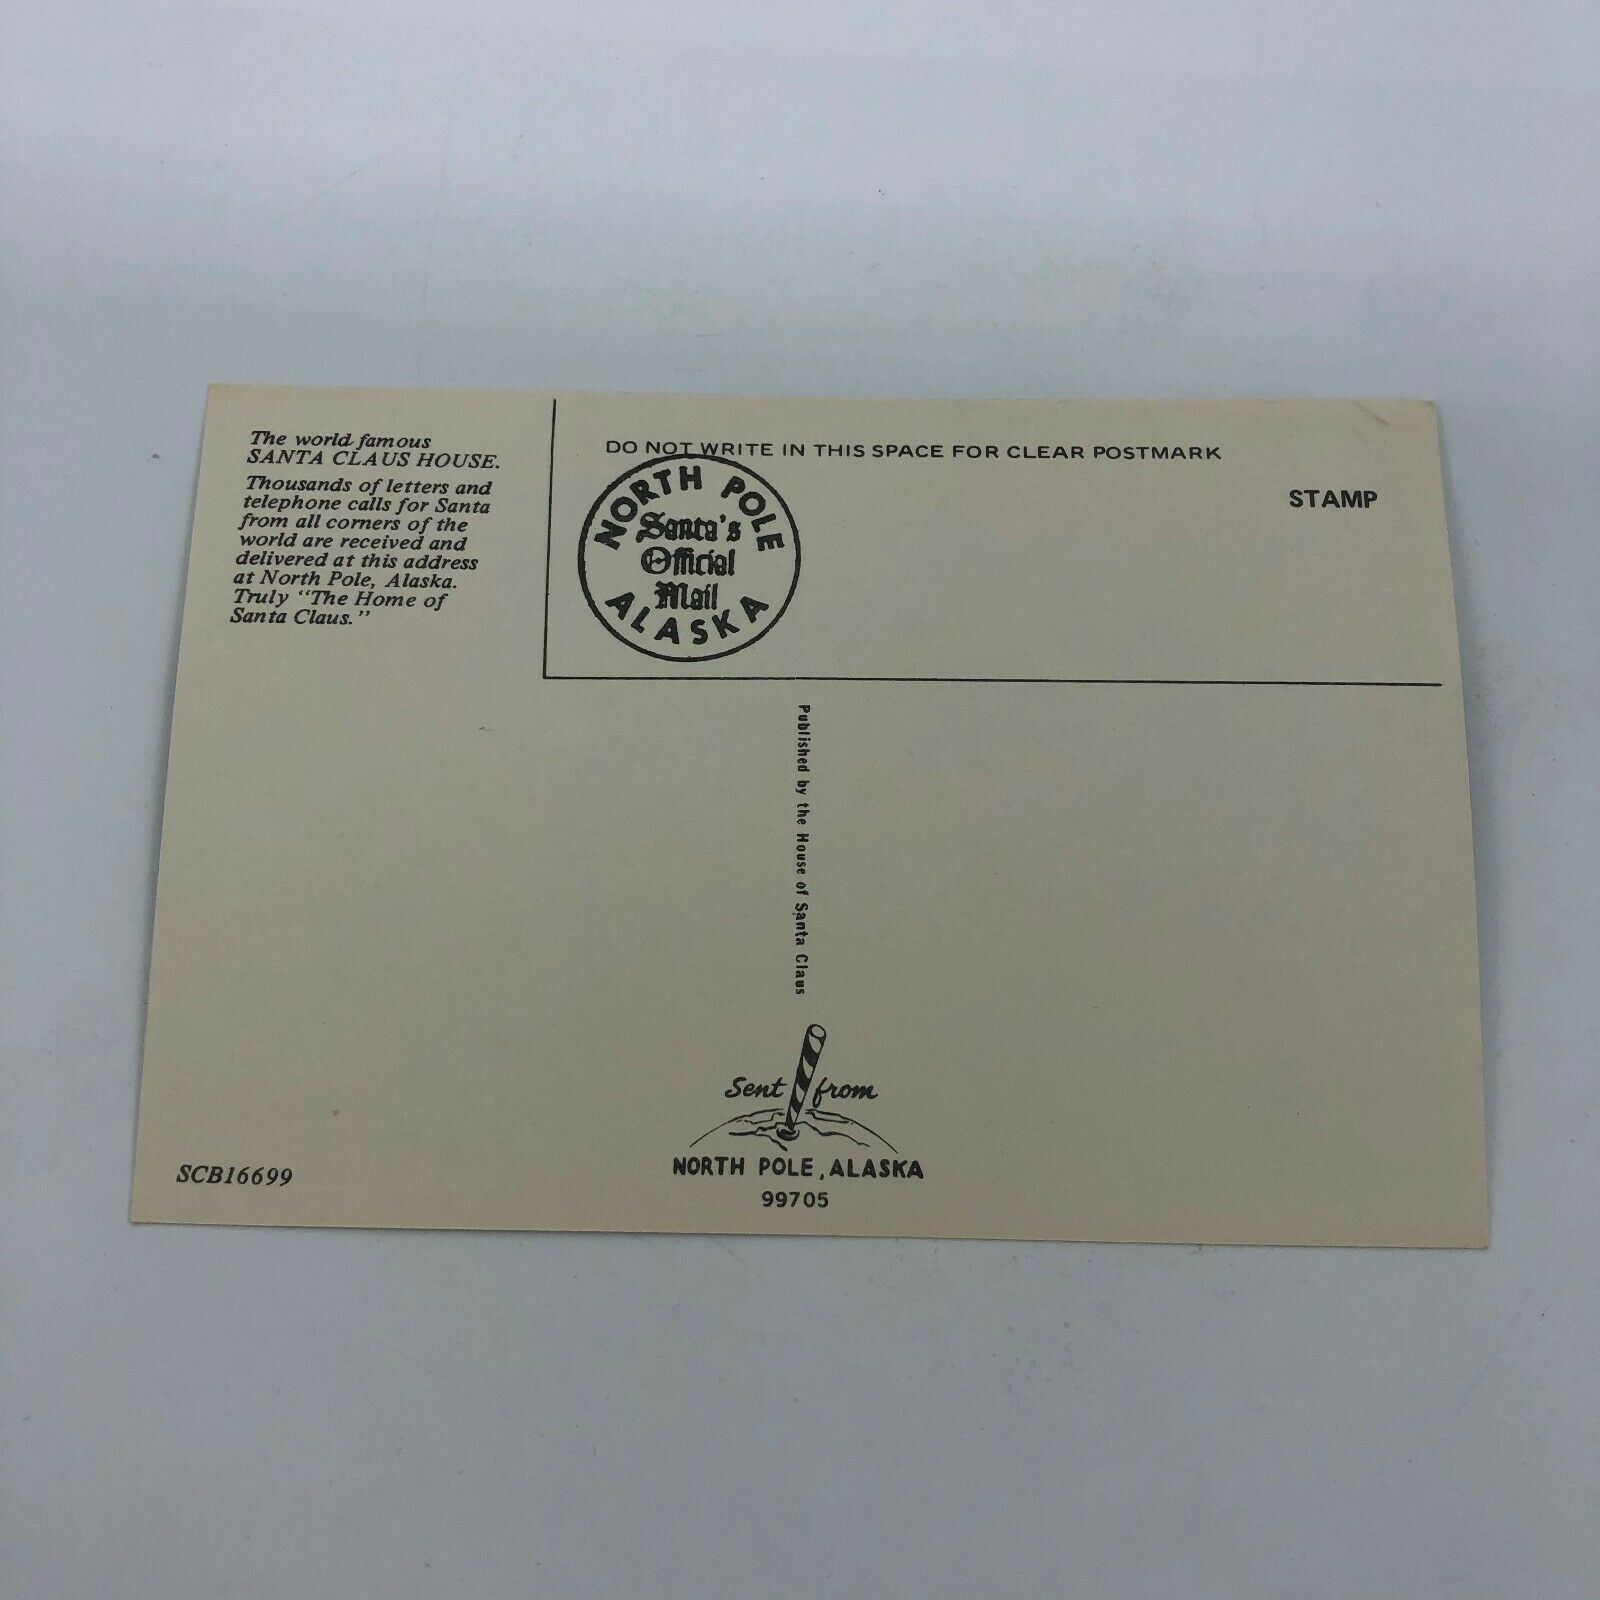 The world famous
SANTA CLAUS HOUSE.
Thousands of letters and
telephone calls for Santa
from all corners of the
world are received and
delivered at this address
at North Pole, Alaska.
Truly "The Home of
Santa Claus."
DO NOT WRITE IN THIS SPACE FOR CLEAR POSTMARK
STAMP
NORTH POLE
Santa's
Official
Mail
ALASKA
Published by the House of Santa Claus
Sent from
NORTH POLE, ALASKA
99705
SCB16699